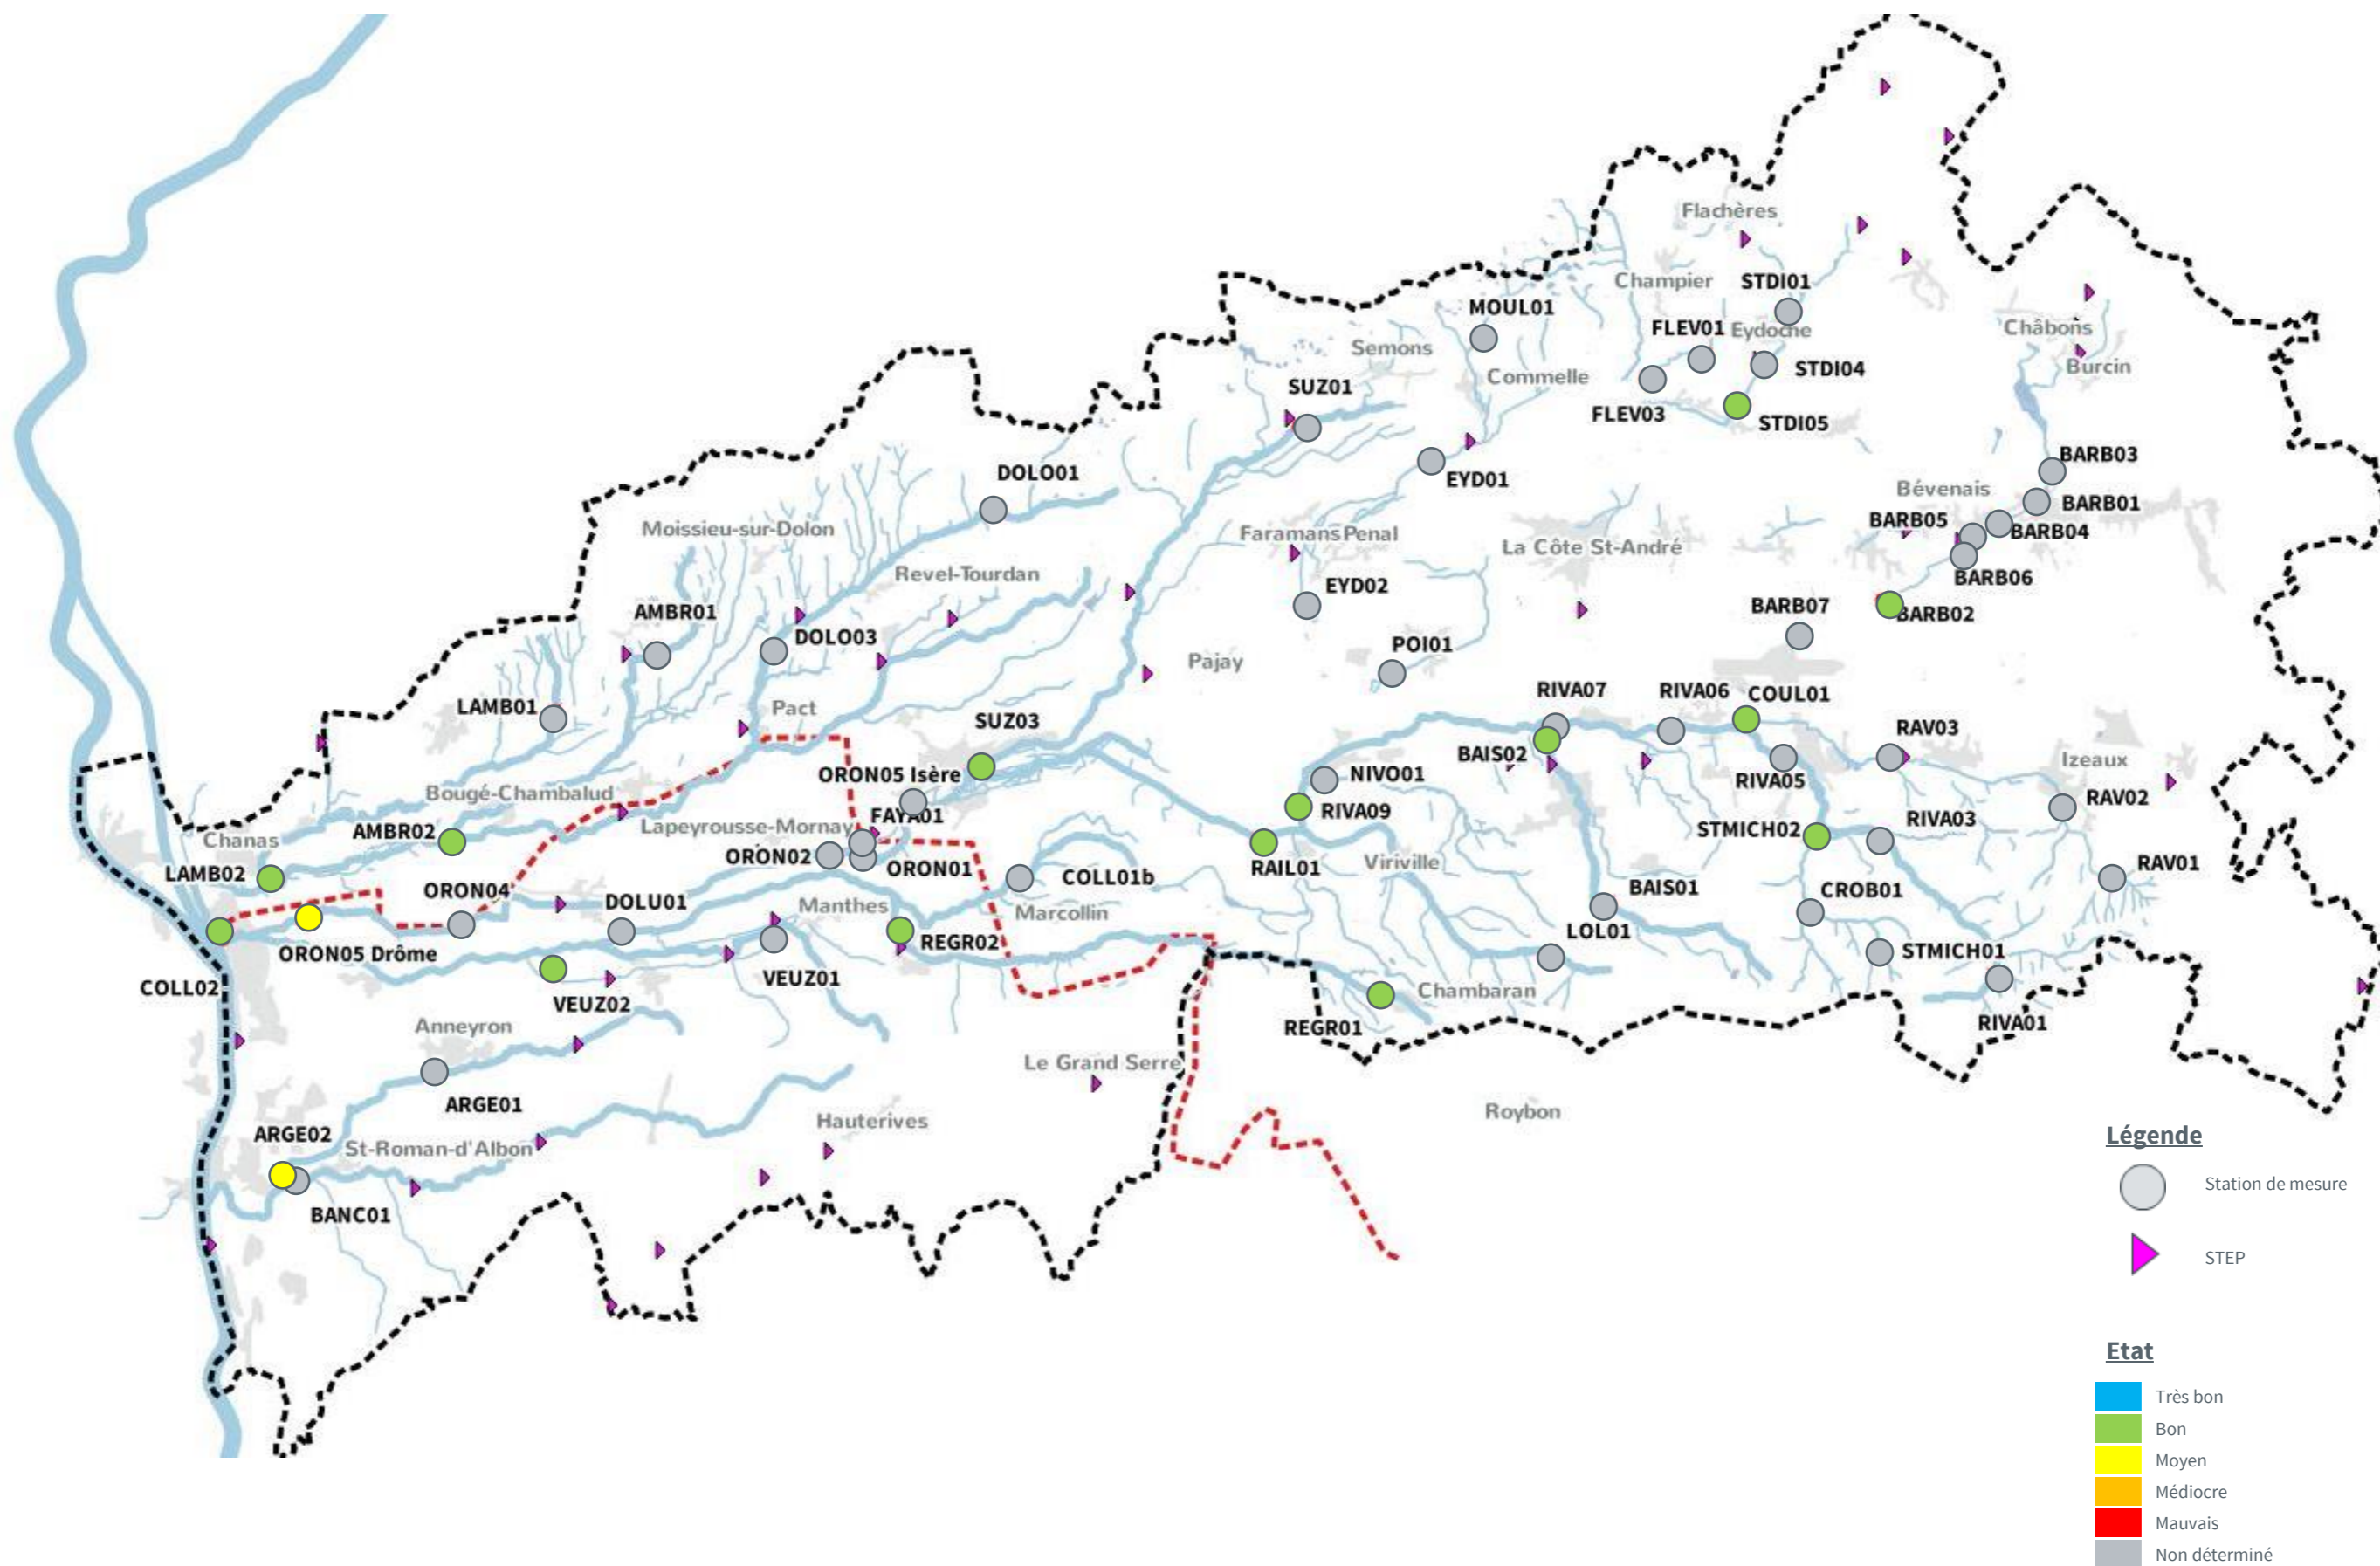 Flachères
Champier
STDI01
MOUL01
FLEV01
Eydoche
Châbons
Semons
Burcin
STDI04
Commelle
SUZ01
FLEV03
STDI05
BARB03
DOLO01
EYD01
Bévenais
BARB01
BARB05
Moissieu-sur-Dolon
Faramans
Penal
BARB04
La Côte St-André
Revel-Tourdan
BARB06
EYD02
AMBR01
BARB07
BARB02
DOLO03
POI01
Pajay
RIVA07
RIVA06
COUL01
LAMB01
Pact
SUZ03
RAV03
BAIS02
Izeaux
ORON05 Isère
NIVO01
RIVA05
Bougé-Chambalud
RAV02
RIVA09
FAYA01
RIVA03
Lapeyrousse-Mornay
STMICH02
AMBR02
Chanas
ORON02
Viriville
RAV01
LAMB02
ORON01
RAIL01
COLL01b
ORON04
BAIS01
CROB01
DOLU01
Manthes
Marcollin
LOL01
REGR02
ORON05 Drôme
STMICH01
VEUZ01
COLL02
Chambaran
VEUZ02
RIVA01
Anneyron
REGR01
Le Grand Serre
ARGE01
Roybon
Hauterives
ARGE02
St-Roman-d'Albon
BANC01
Légende
Station de mesure
STEP
Etat
Très bon
Bon
Moyen
Médiocre
Mauvais
Non déterminé